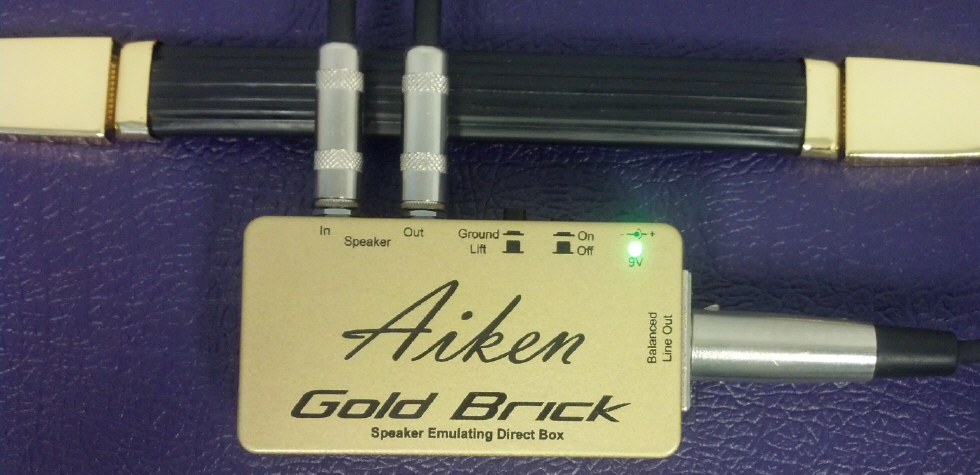 In Speaker Out
Ground
Lift
On
Off
- +
9V
Aiken
Gold Brick
Speaker Emulating Direct Box
Balanced
Line Out